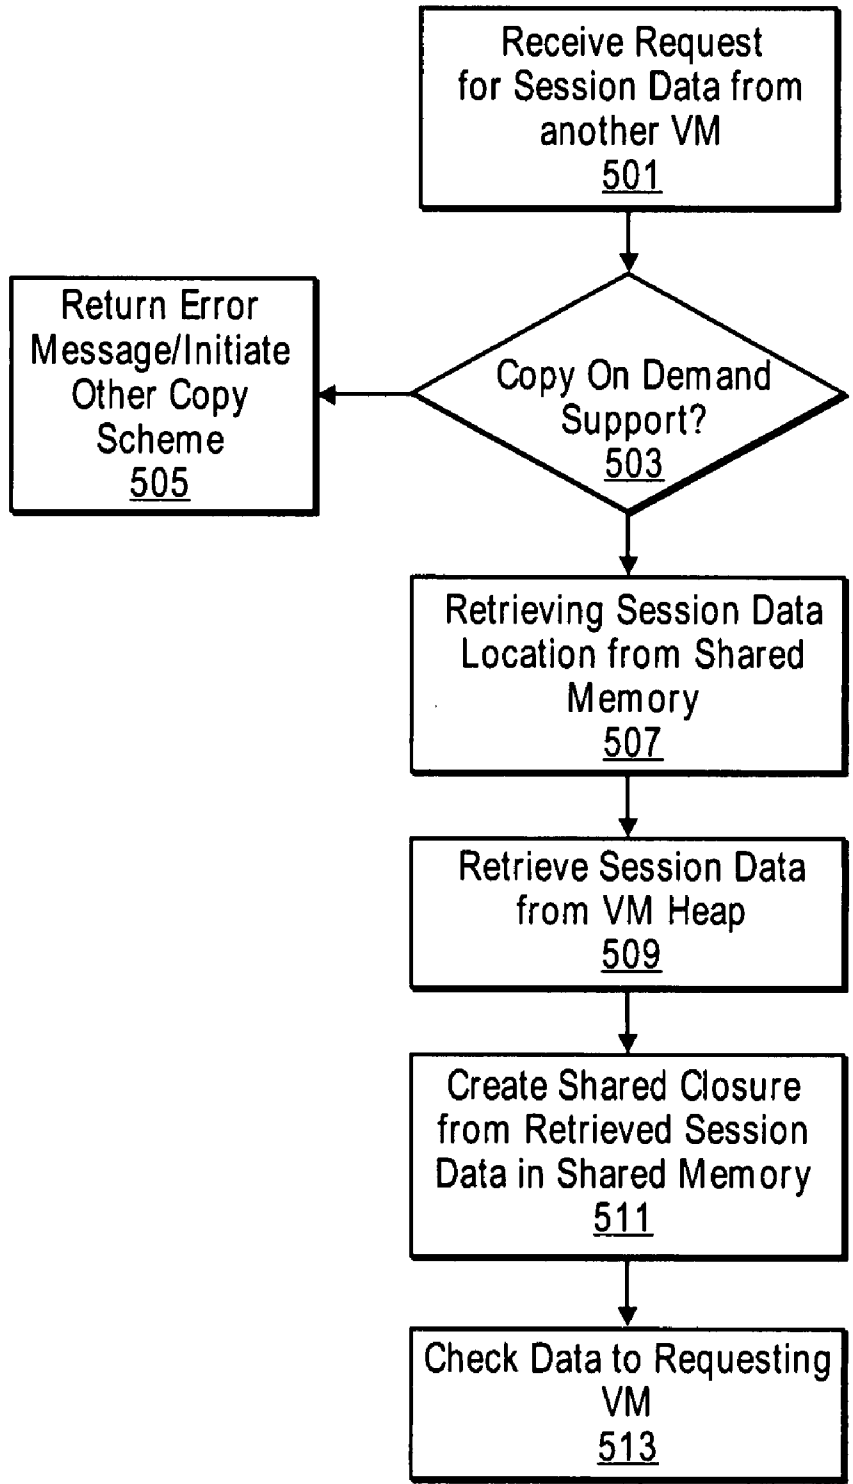 Receive Request
for Session Data from
another VM
501
Copy On Demand
Support?
503
Return Error
Message/Initiate
Other Copy
Scheme
505
Retrieving Session Data
Location from Shared
Memory
507
Retrieve Session Data
from VM Heap
509
Create Shared Closure
from Retrieved Session
Data in Shared Memory
511
Check Data to Requesting
VM
513